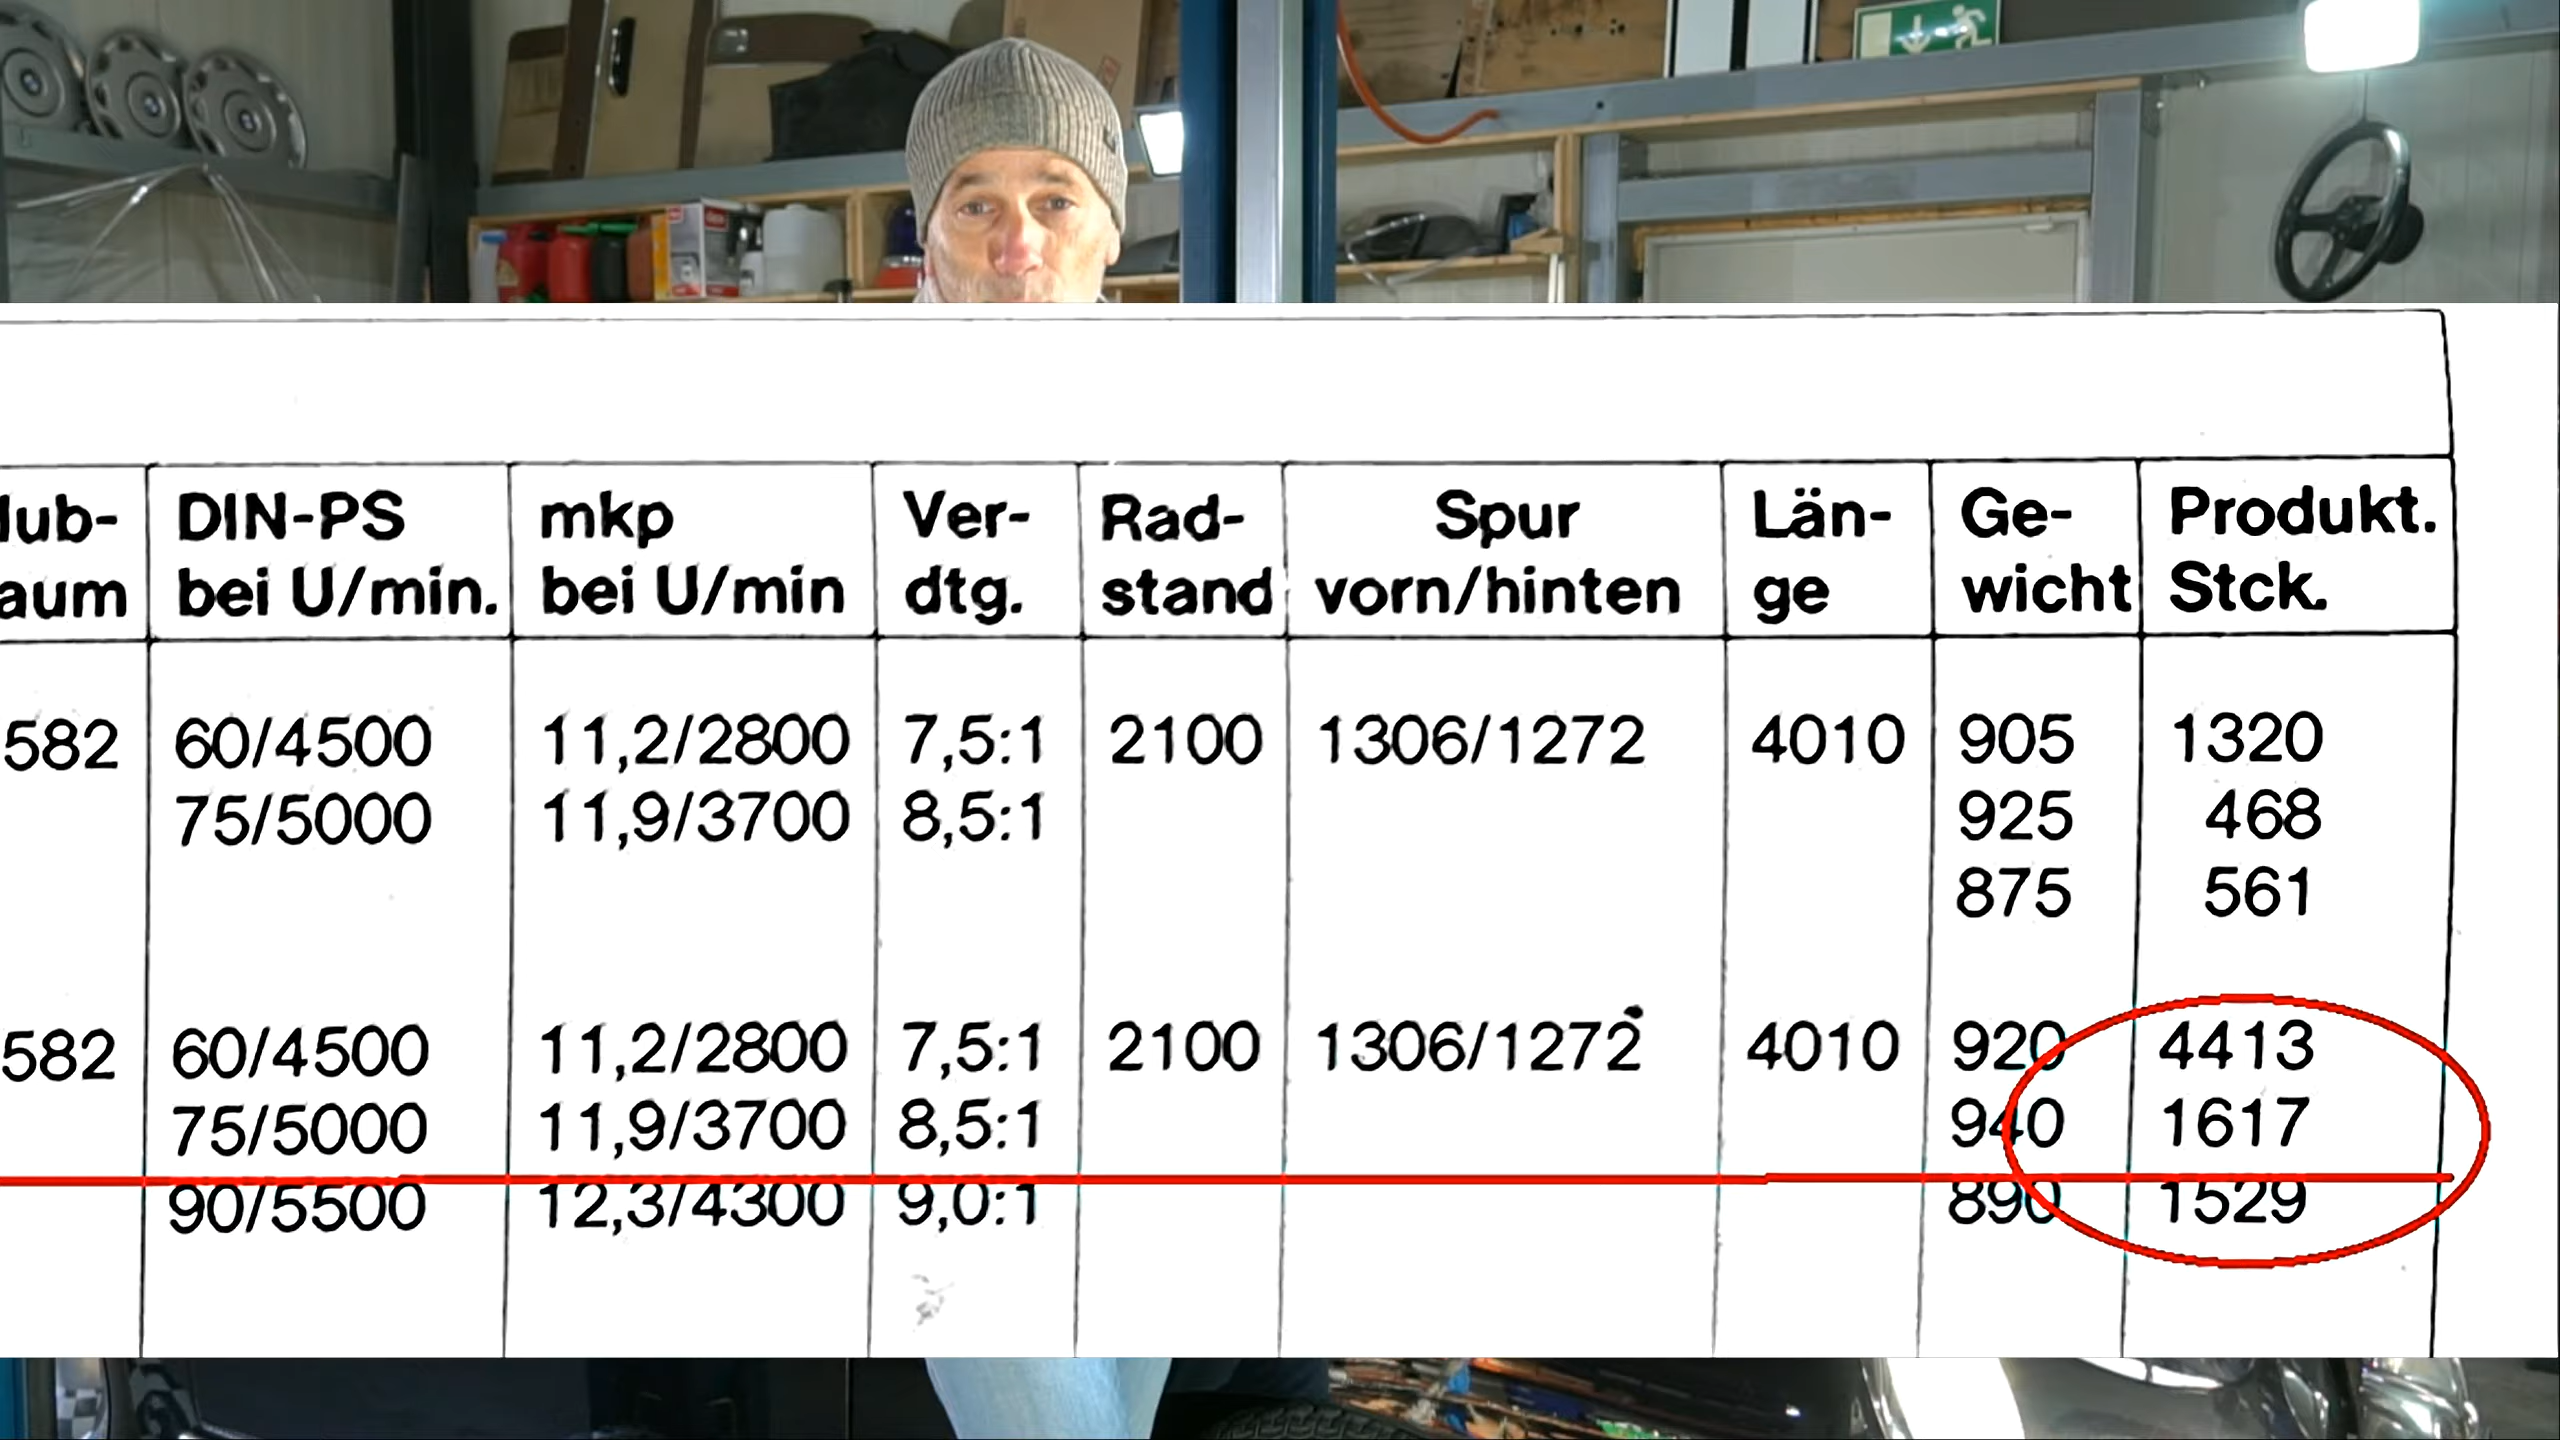 lub- DIN-PS mkp Ver- Rad- Spur Län- Ge- Produkt.
aum bei U/min. bei U/min dtg. stand vorn/hinten ge wicht Stck.
582 60/4500 11,2/2800 7,5:1 2100 1306/1272 4010 905 1320
75/5000 11,9/3700 8,5:1 925 468
875 561
582 60/4500 11,2/2800 7,5:1 2100 1306/1272 4010 920 4413
75/5000 11,9/3700 8,5:1 940 1617
90/5500 12,3/4300 9,0:1 890 1529